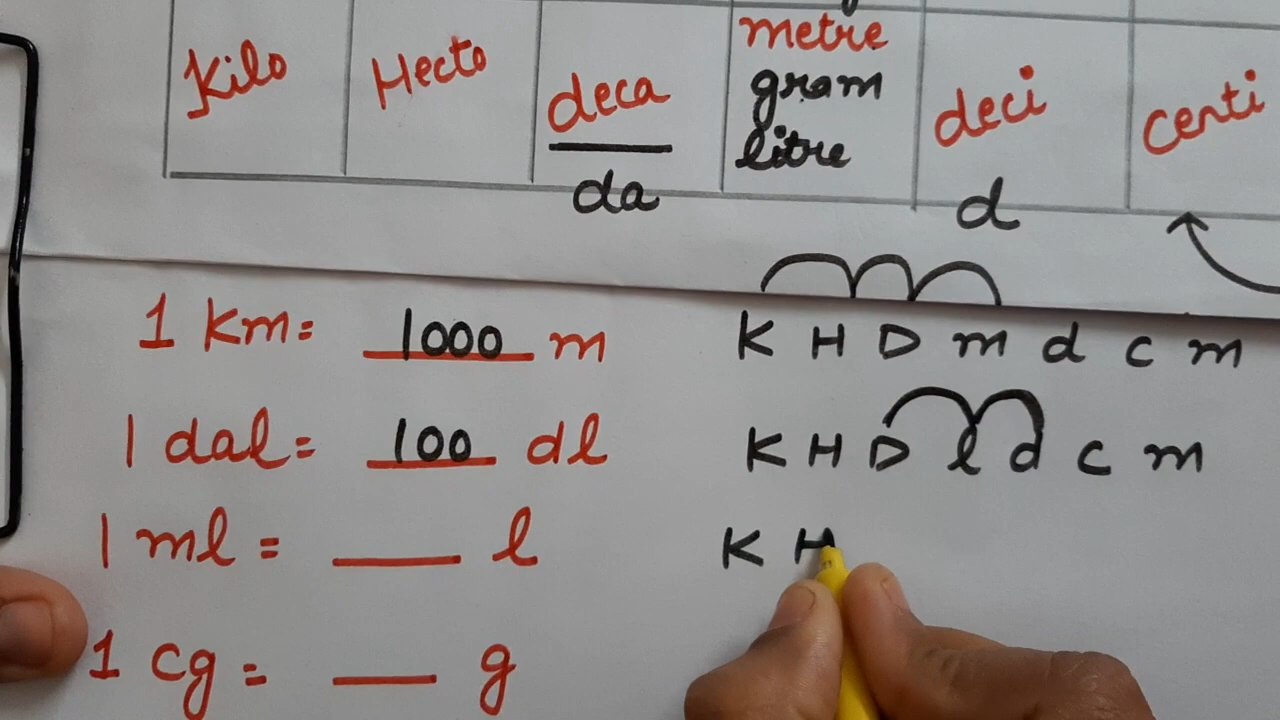 Kilo Hecto deca metre deci centi
gram
litre
da d
1 Km = 1000 m K H D m d c m
1 dal = 100 dl K H D l d c m
1 ml = ___ l K H
1 cg = ___ g